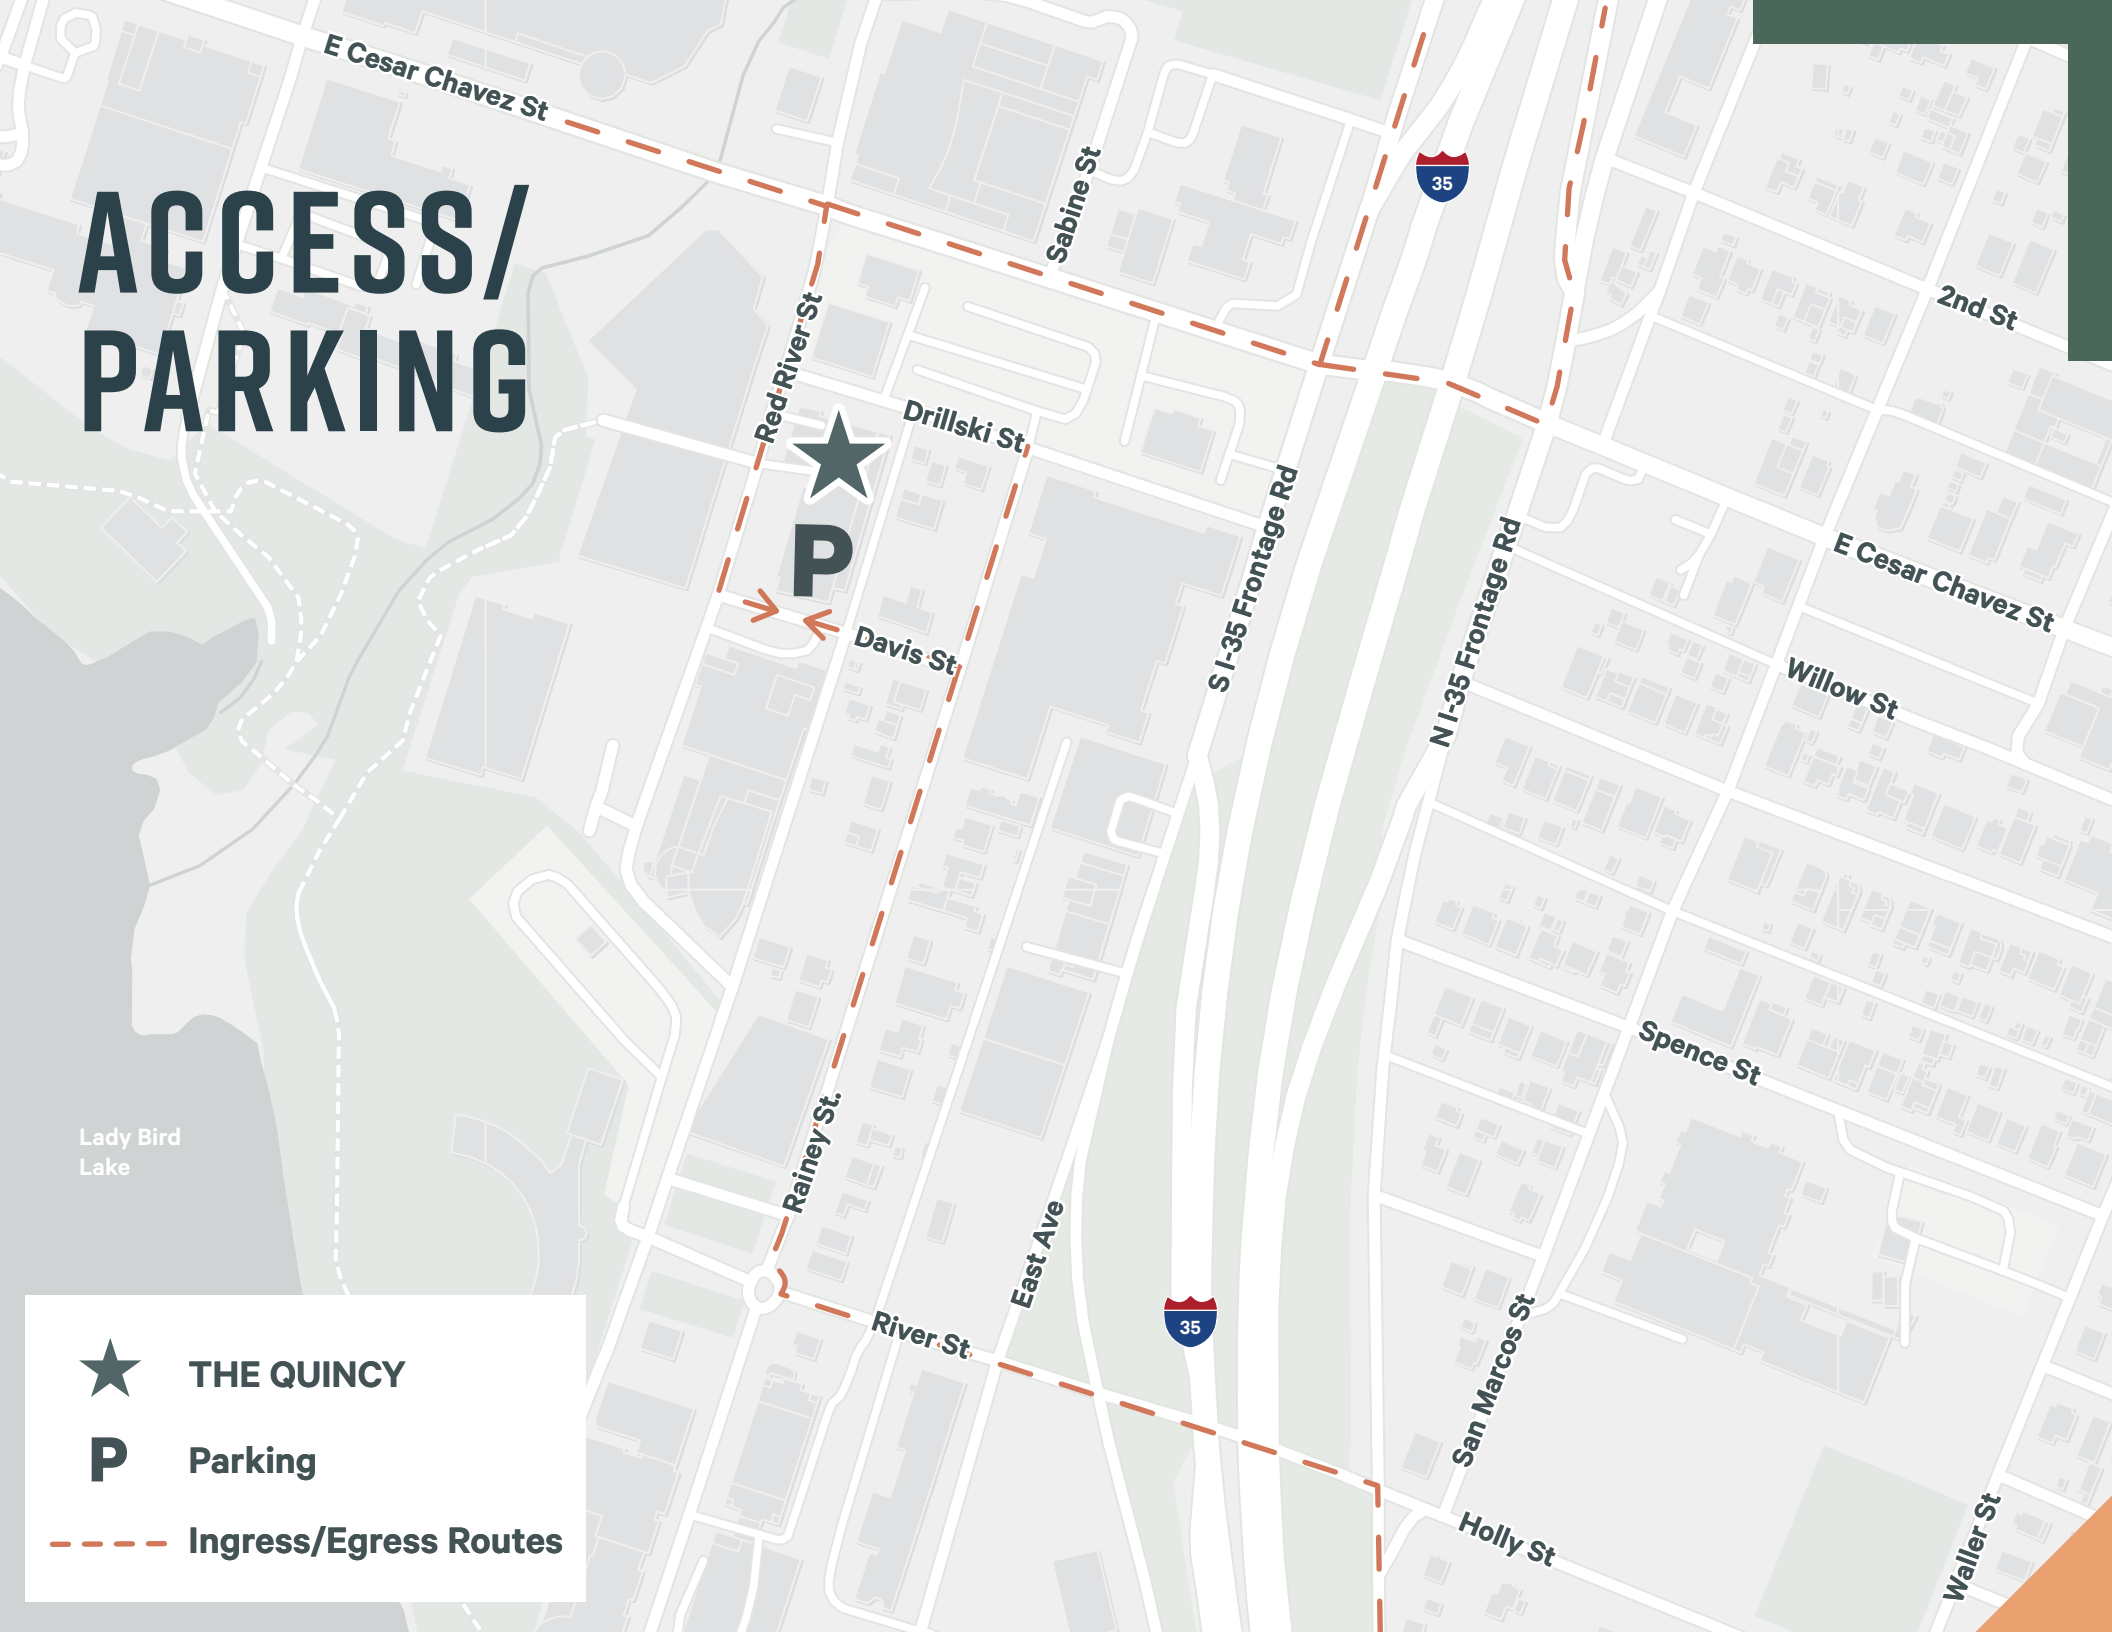 ACCESS/
PARKING
E Cesar Chavez St
Sabine St
35
2nd St
Red River St
Drillski St
P
Davis St
S I-35 Frontage Rd
N I-35 Frontage Rd
E Cesar Chavez St
Willow St
Spence St
Lady Bird
Lake
Rainey St.
East Ave
River St
35
San Marcos St
Holly St
Waller St
THE QUINCY
P Parking
Ingress/Egress Routes